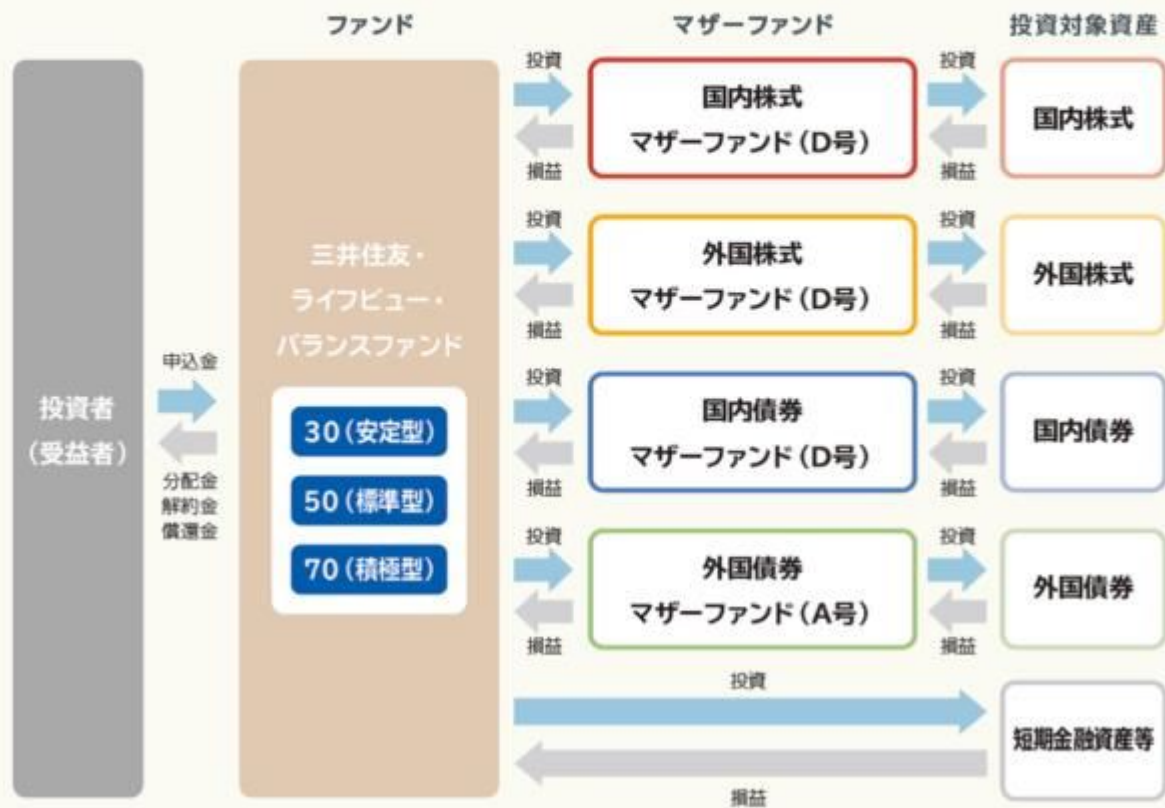 ファンド
マザーファンド
投資対象資産
投資者
(受益者)
申込金
分配金
解約金
償還金
三井住友・
ライフビュー・
バランスファンド
30(安定型)
50(標準型)
70(積極型)
投資
損益
国内株式
マザーファンド(D号)
投資
損益
国内株式
投資
損益
外国株式
マザーファンド(D号)
投資
損益
外国株式
投資
損益
国内債券
マザーファンド(D号)
投資
損益
国内債券
投資
損益
外国債券
マザーファンド(A号)
投資
損益
外国債券
投資
損益
短期金融資産等